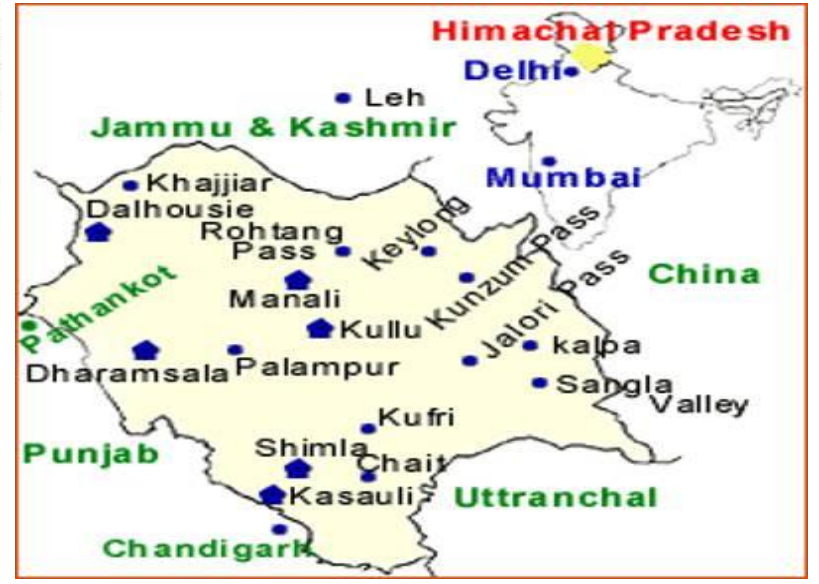 Himachal Pradesh
Delhi
Leh
Jammu & Kashmir
Mumbai
Khajjiar
Dalhousie
Rohtang
Pass
Keylong
Kunzum Pass
China
Pathankot
Manali
Kullu
Jalori Pass
kalpa
Dharamsala
Palampur
Sangla
Valley
Kufri
Punjab
Shimla
Chait
Kasauli
Uttranchal
Chandigarh